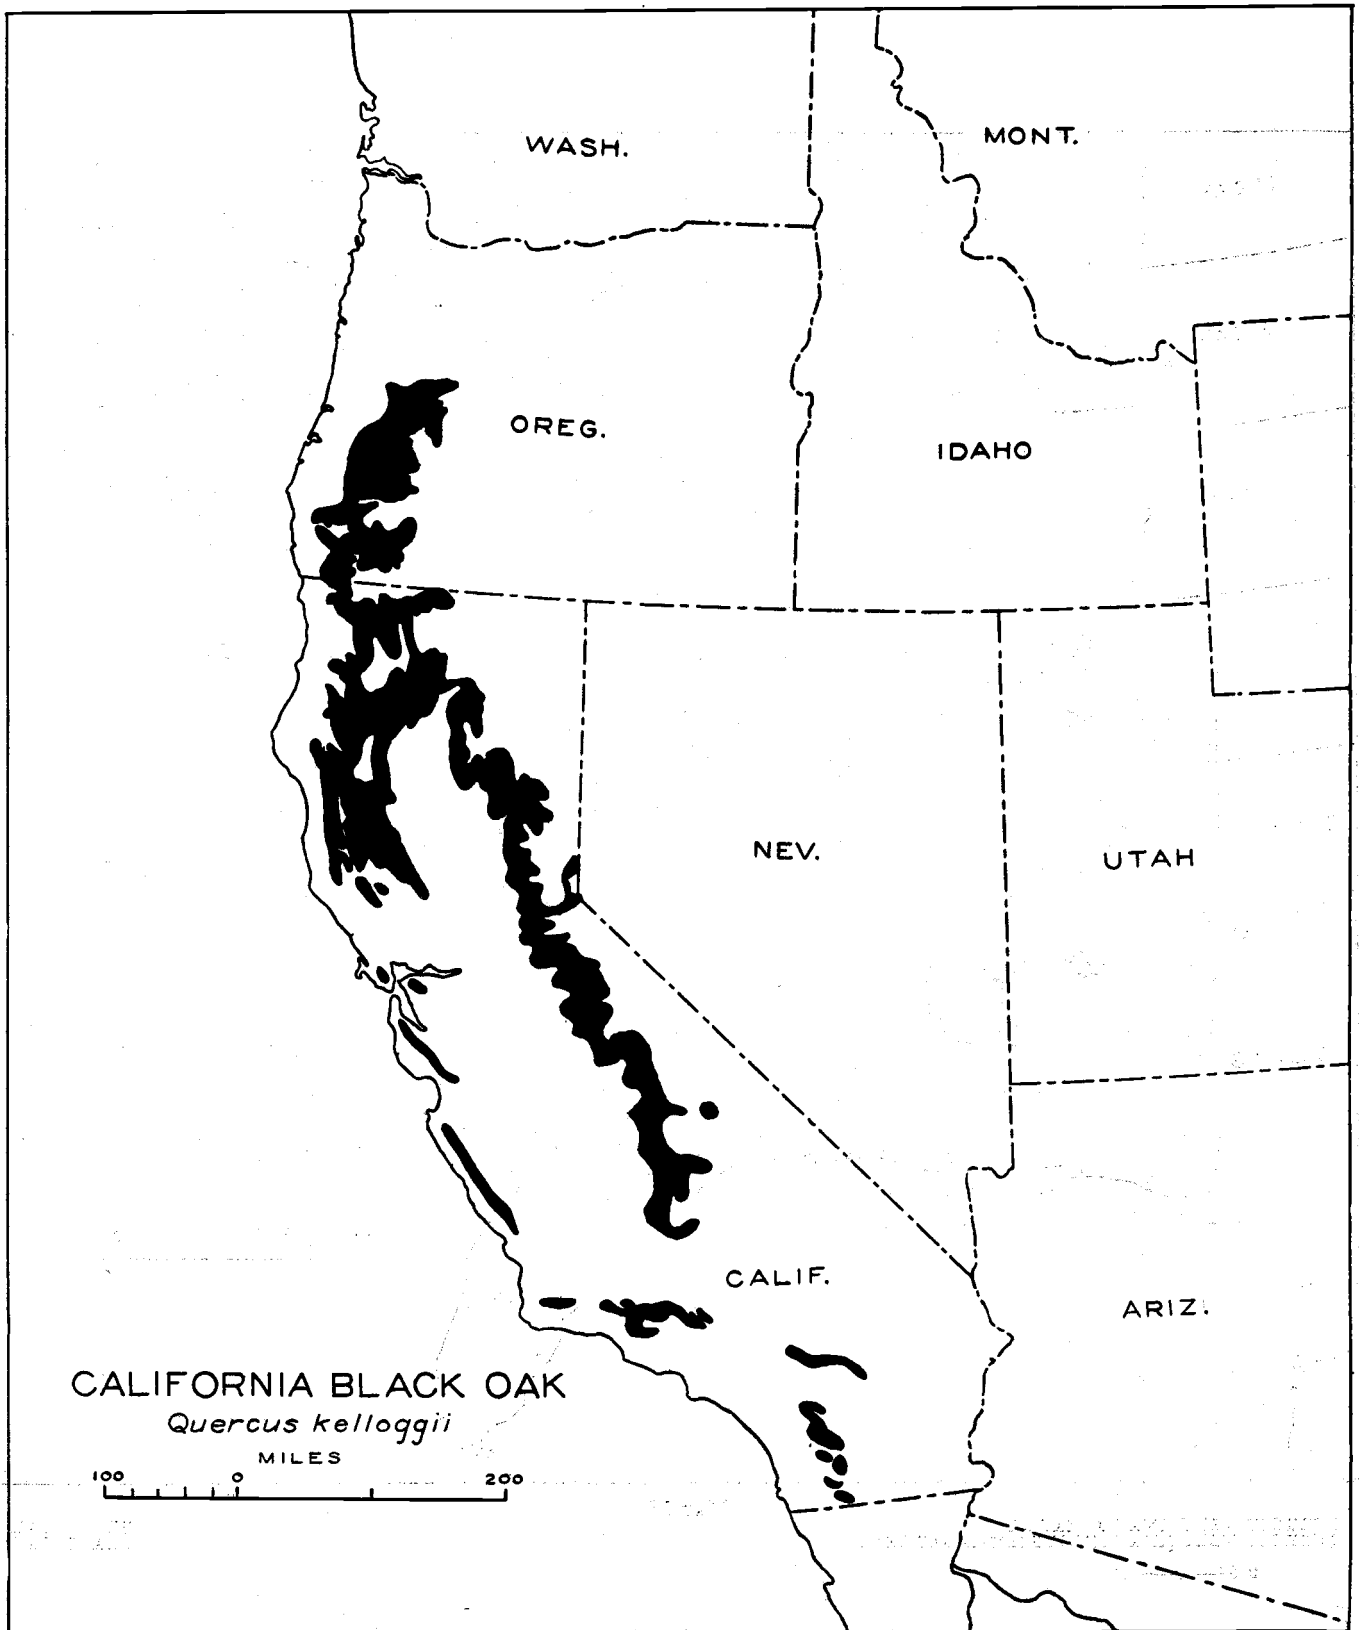 WASH.
MONT.
OREG.
IDAHO
NEV.
UTAH
CALIF.
ARIZ.
CALIFORNIA BLACK OAK
Quercus kelloggii
MILES
100 0 200